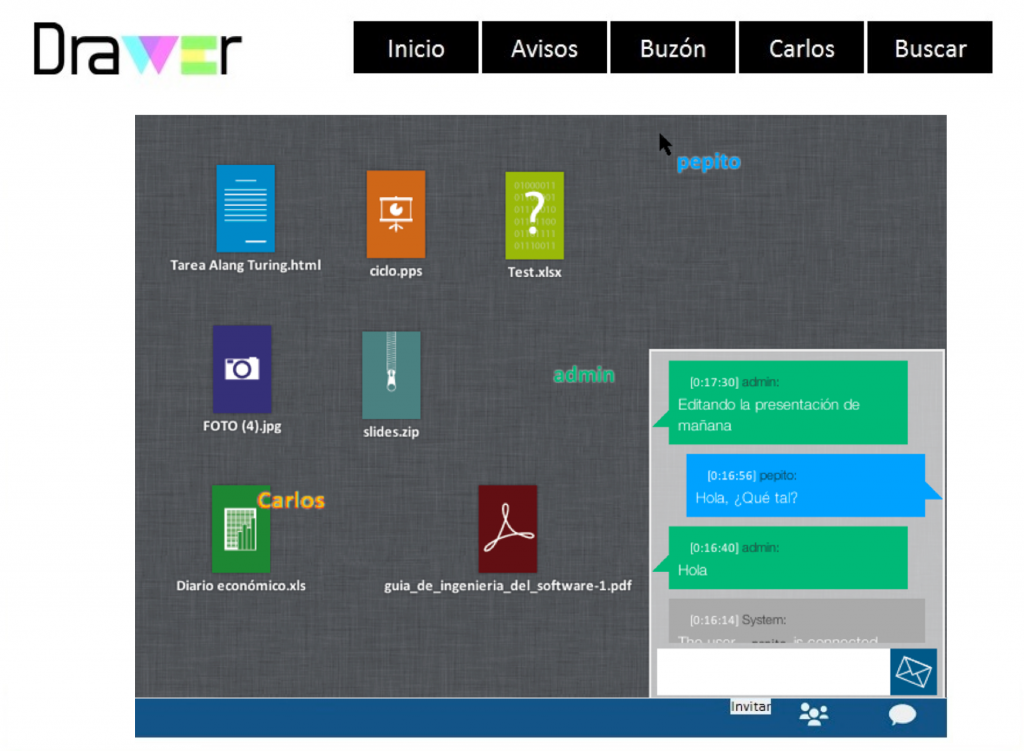 Drawer
Inicio Avisos Buzón Carlos Buscar
pepito
Tarea Alang Turing.html
ciclo.pps
01000011
?
01110011
Test.xlsx
FOTO (4).jpg
slides.zip
admin
Carlos
Diario económico.xls
guia_de_ingenieria_del_software-1.pdf
[0:17:30] admin:
Editando la presentación de
mañana
[0:16:56] pepito:
Hola, ¿Qué tal?
[0:16:40] admin:
Hola
[0:16:14] System:
The user pepito is connected
Invitar